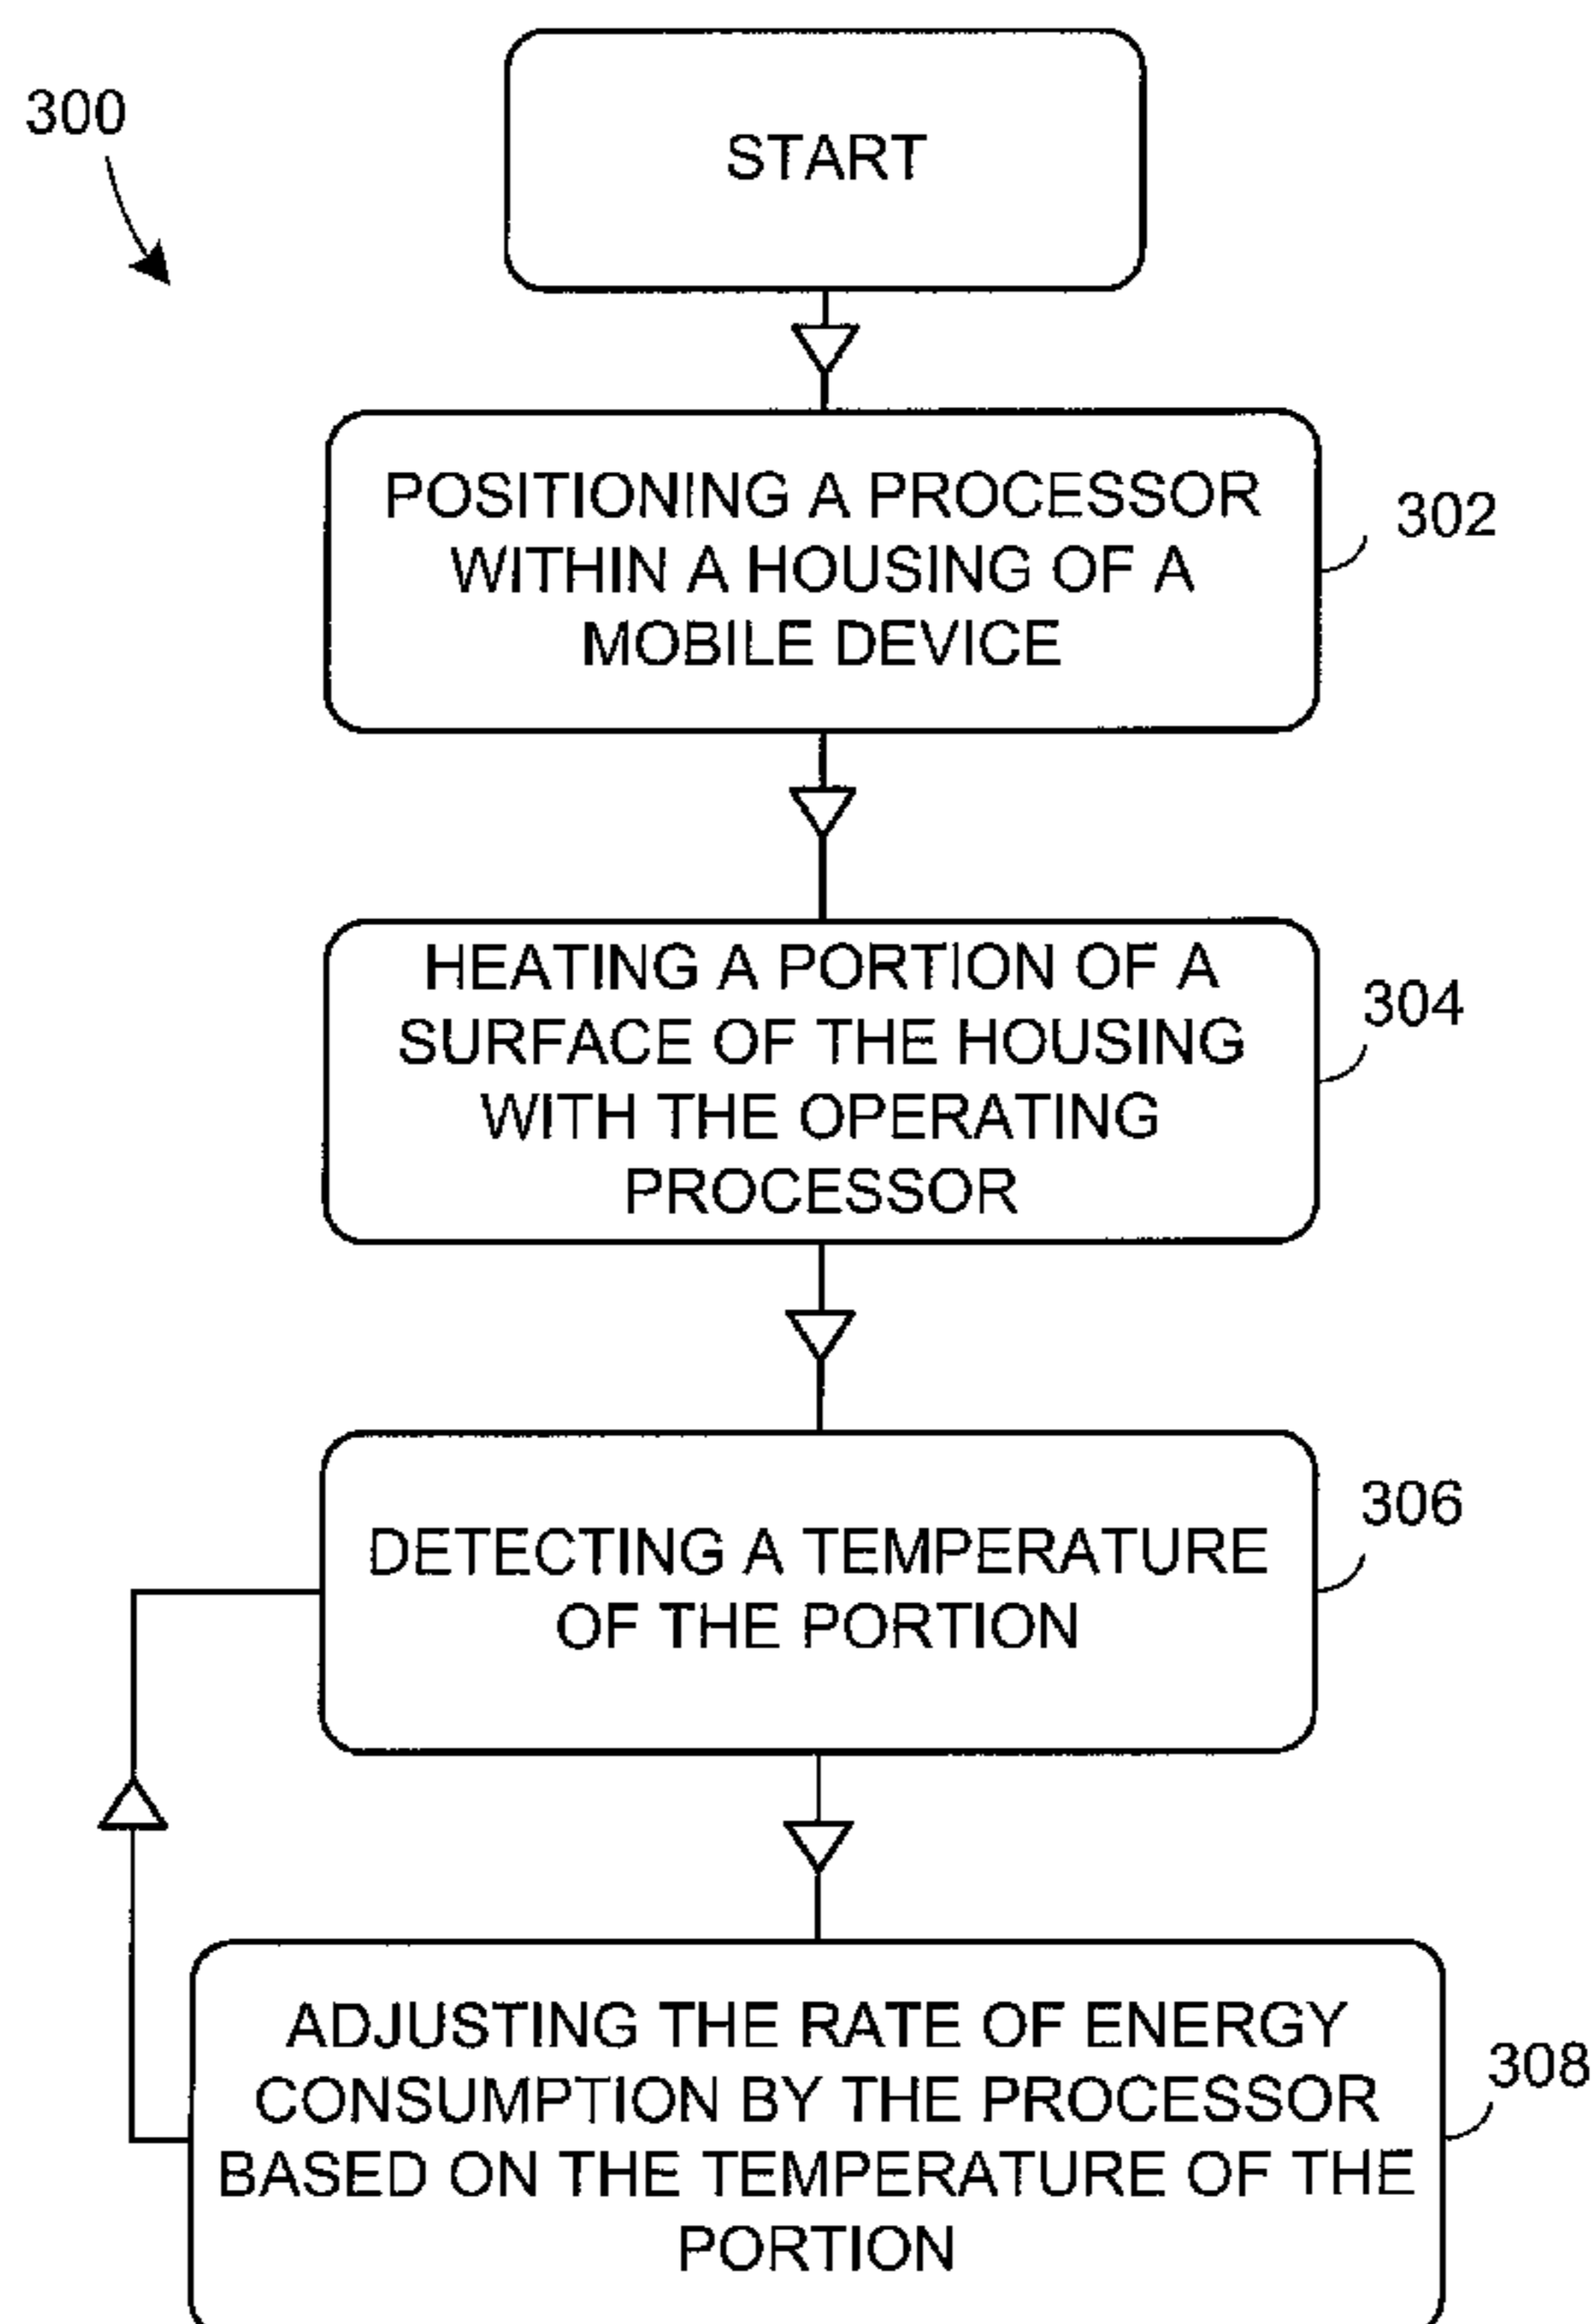 300
START
POSITIONING A PROCESSOR
WITHIN A HOUSING OF A
MOBILE DEVICE
302
HEATING A PORTION OF A
SURFACE OF THE HOUSING
WITH THE OPERATING
PROCESSOR
304
DETECTING A TEMPERATURE
OF THE PORTION
306
ADJUSTING THE RATE OF ENERGY
CONSUMPTION BY THE PROCESSOR
BASED ON THE TEMPERATURE OF THE
PORTION
308